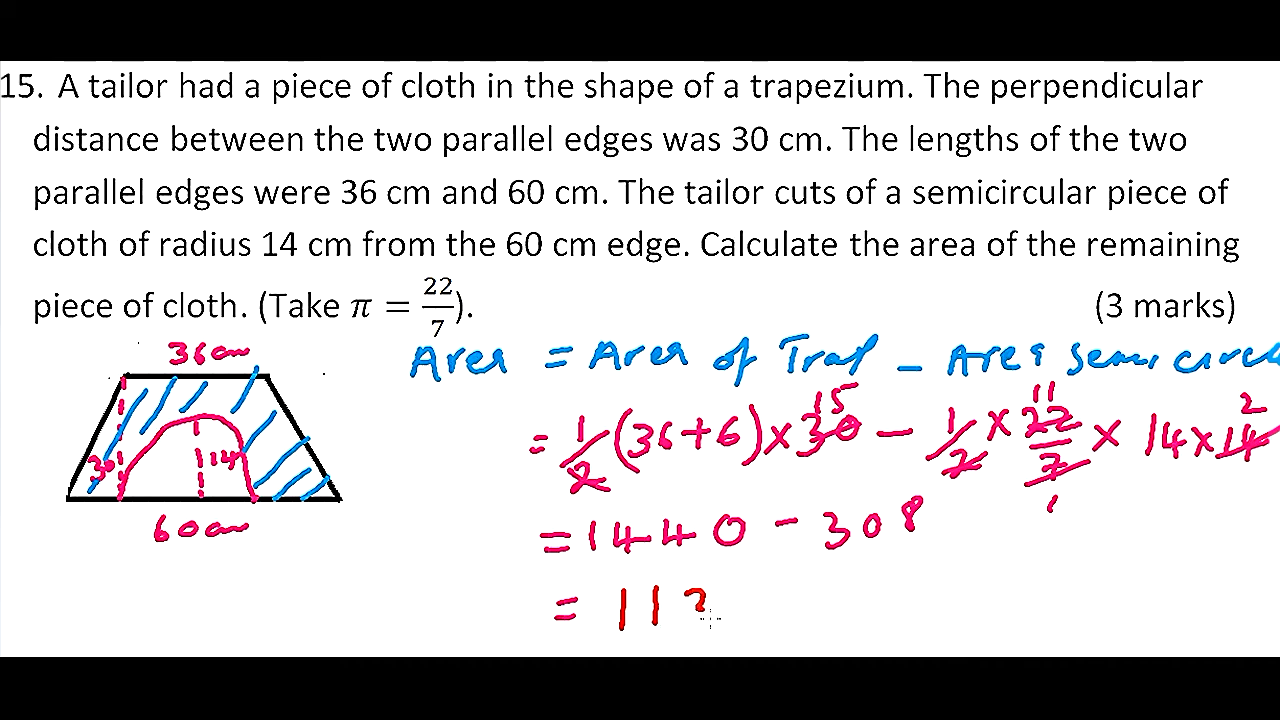 15. A tailor had a piece of cloth in the shape of a trapezium. The perpendicular
distance between the two parallel edges was 30 cm. The lengths of the two
parallel edges were 36 cm and 60 cm. The tailor cuts of a semicircular piece of
cloth of radius 14 cm from the 60 cm edge. Calculate the area of the remaining
piece of cloth. (Take π = 22/7). (3 marks)
36cm
Area = Area of Trap - Area semi circle
15 11 2
= 1/2 (36+6) × 30 - 1/2 × 22/7 × 14 × 14
1
30 14
60cm
= 1440 - 308
= 113